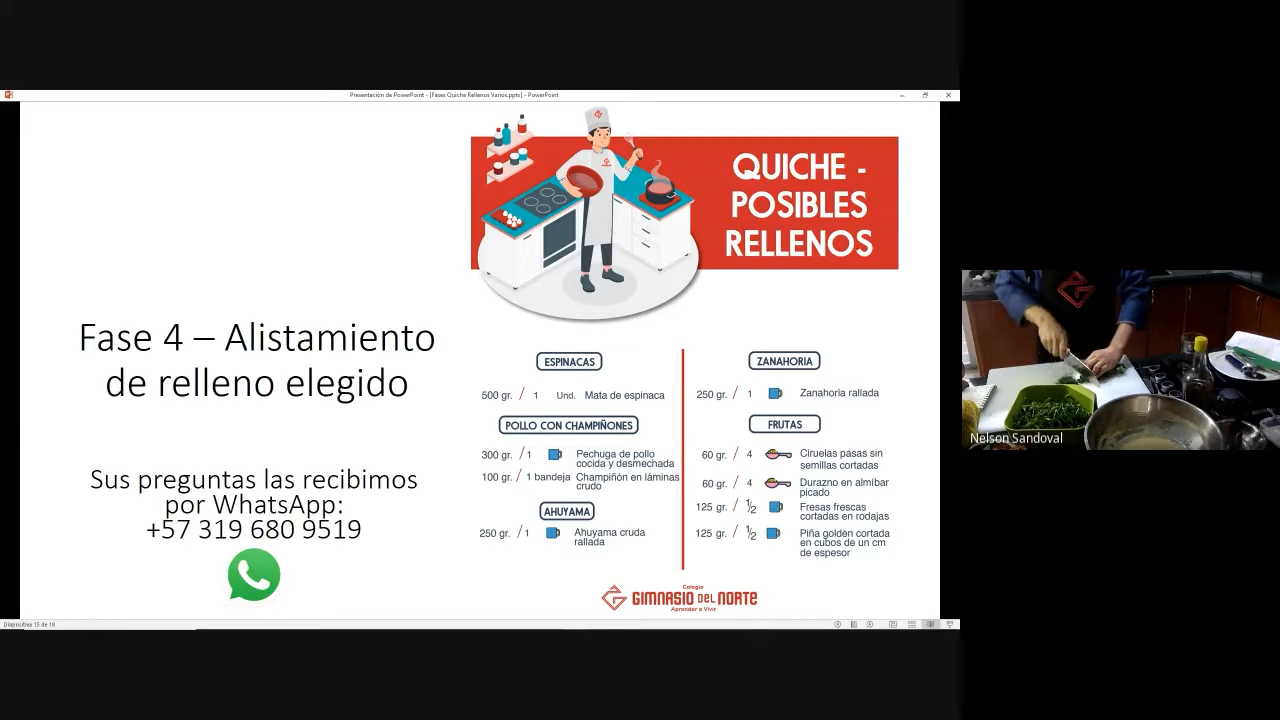 Presentación de PowerPoint - [Fases Quiche Rellenos Varios.pptx] - PowerPoint
QUICHE -
POSIBLES
RELLENOS
Fase 4 – Alistamiento
de relleno elegido
Sus preguntas las recibimos
por WhatsApp:
+57 319 680 9519
ESPINACAS
500 gr. / 1 Und. Mata de espinaca
POLLO CON CHAMPIÑONES
300 gr. / 1 Pechuga de pollo
cocida y desmechada
100 gr. / 1 bandeja Champiñón en láminas
crudo
AHUYAMA
250 gr. / 1 Ahuyama cruda
rallada
ZANAHORIA
250 gr. / 1 Zanahoria rallada
FRUTAS
60 gr. / 4 Ciruelas pasas sin
semillas cortadas
60 gr. / 4 Durazno en almíbar
picado
125 gr. / 1/2 Fresas frescas
cortadas en rodajas
125 gr. / 1/2 Piña golden cortada
en cubos de un cm
de espesor
Colegio
GIMNASIO DEL NORTE
Aprender a Vivir
Diapositiva 15 de 18
Nelson Sandoval